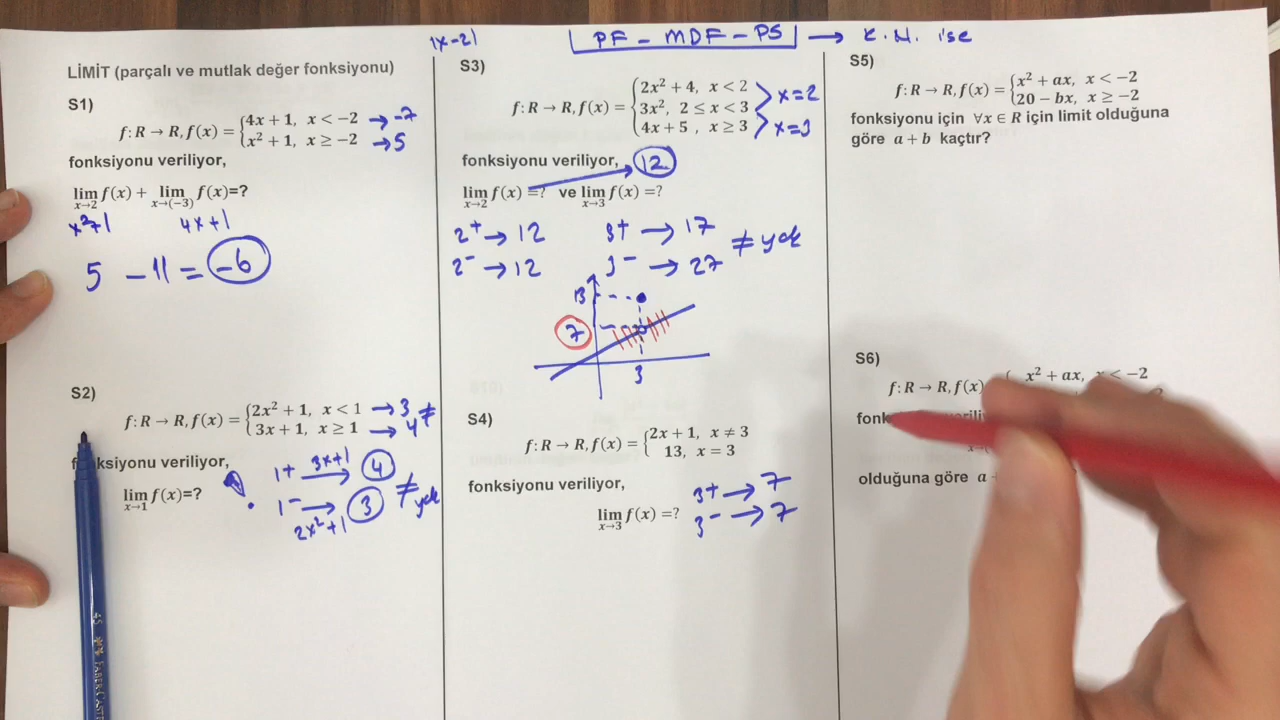 |x-2|
PF - MDF - PS → K.N. ise
LİMİT (parçalı ve mutlak değer fonksiyonu)
S1)
f: R → R, f(x) = {4x + 1, x < -2 → -7
x² + 1, x ≥ -2 → 5
fonksiyonu veriliyor,
lim x→2 f(x) + lim x→(-3) f(x)=?
x²+1 4x+1
5 - 11 = -6
S2)
f: R → R, f(x) = {2x² + 1, x < 1 → 3 ≠
3x + 1, x ≥ 1 → 4
fonksiyonu veriliyor,
lim x→1 f(x)=?
1+ 3x+1 → 4
1- → 3 ≠ yok
2x²+1
S3)
f: R → R, f(x) = {2x² + 4, x < 2
3x², 2 ≤ x < 3
4x + 5 , x ≥ 3
x=2
x=3
fonksiyonu veriliyor, 12
lim x→2 f(x) =? ve lim x→3 f(x) =?
2+ → 12 3+ → 17
2- → 12 3- → 27 ≠ yok
13
7
3
S4)
f: R → R, f(x) = {2x + 1, x ≠ 3
13, x = 3
fonksiyonu veriliyor,
lim x→3 f(x) =?
3+ → 7
3- → 7
S5)
f: R → R, f(x) = {x² + ax, x < -2
20 - bx, x ≥ -2
fonksiyonu için ∀x ∈ R için limit olduğuna
göre a + b kaçtır?
S6)
f: R → R, f(x) x² + ax, x < -2
olduğuna göre a